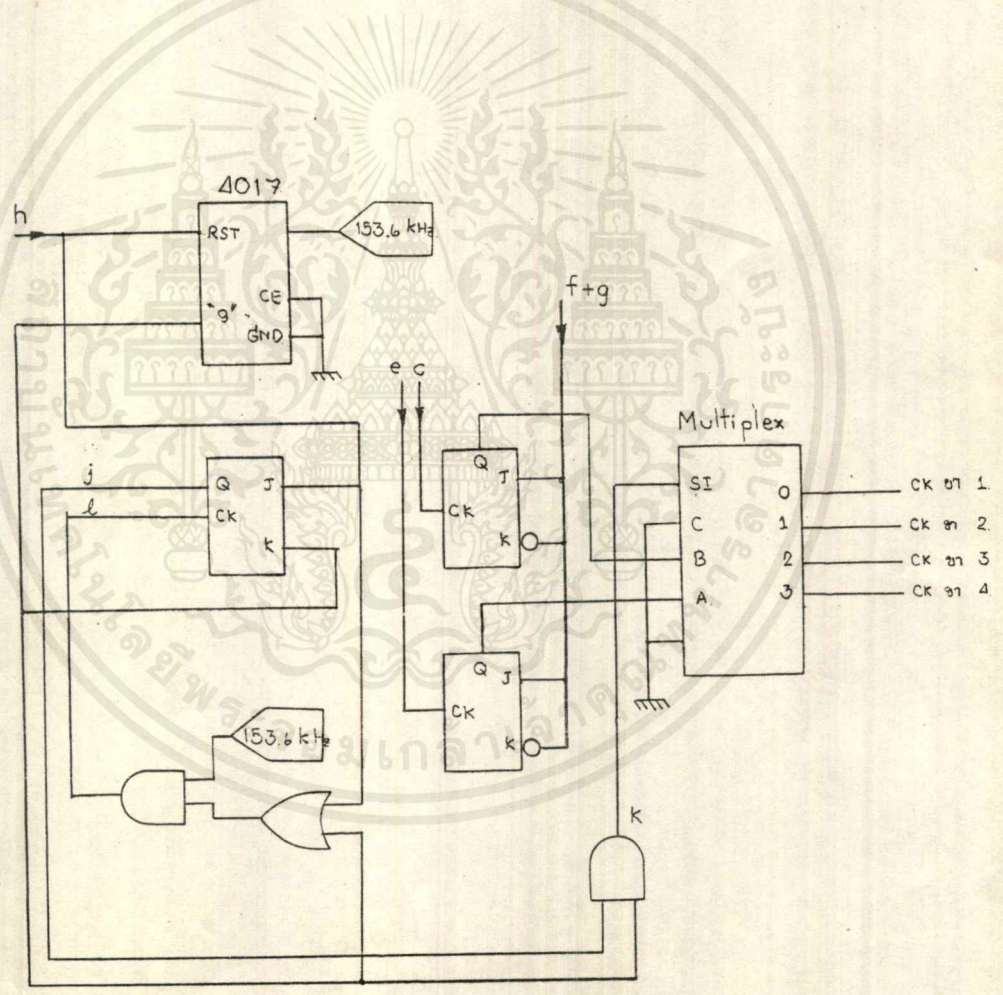 4017
h
RST
153.6 kHz
"9"
CE
GND
f+g
e c
Multiplex
j
Q
J
l
CK
K
Q
J
CK
K
SI
0
CK ขา 1.
C
1
CK ขา 2.
B
2
CK ขา 3
A.
3
CK ขา 4
Q
J
CK
K
153.6 kHz
K